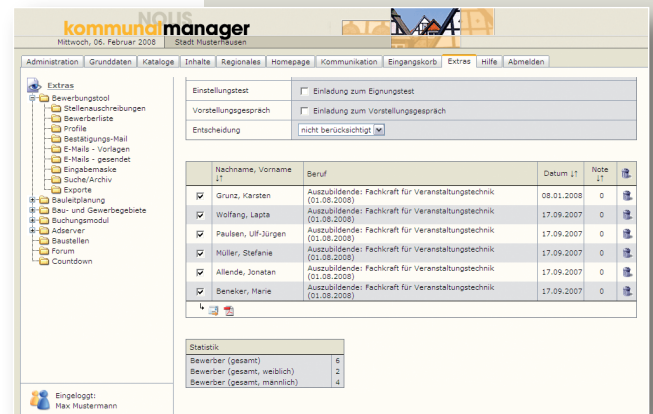 NOLIS
kommunalmanager
Mittwoch, 06. Februar 2008 Stadt Musterhausen
Administration Grunddaten Kataloge Inhalte Regionales Homepage Kommunikation Eingangskorb Extras Hilfe Abmelden
Extras
Bewerbungstool
Stellenauschreibungen
Bewerberliste
Profile
Bestätigungs-Mail
E-Mails - Vorlagen
E-Mails - gesendet
Eingabemaske
Suche/Archiv
Exporte
Bauleitplanung
Bau- und Gewerbegebiete
Buchungsmodul
Adserver
Baustellen
Forum
Countdown
Eingeloggt:
Max Mustermann
Einstellungstest Einladung zum Eignungstest
Vorstellungsgespräch Einladung zum Vorstellungsgespräch
Entscheidung nicht berücksichtigt
Nachname, Vorname ↓↑ Beruf Datum ↓↑ Note ↓↑
Grunz, Karsten Auszubildende: Fachkraft für Veranstaltungstechnik (01.08.2008) 08.01.2008 0
Wolfang, Lapta Auszubildende: Fachkraft für Veranstaltungstechnik (01.08.2008) 17.09.2007 0
Paulsen, Ulf-Jürgen Auszubildende: Fachkraft für Veranstaltungstechnik (01.08.2008) 17.09.2007 0
Müller, Stefanie Auszubildende: Fachkraft für Veranstaltungstechnik (01.08.2008) 17.09.2007 0
Allende, Jonatan Auszubildende: Fachkraft für Veranstaltungstechnik (01.08.2008) 17.09.2007 0
Beneker, Marie Auszubildende: Fachkraft für Veranstaltungstechnik (01.08.2008) 17.09.2007 0
Statistik
Bewerber (gesamt) 6
Bewerber (gesamt, weiblich) 2
Bewerber (gesamt, männlich) 4